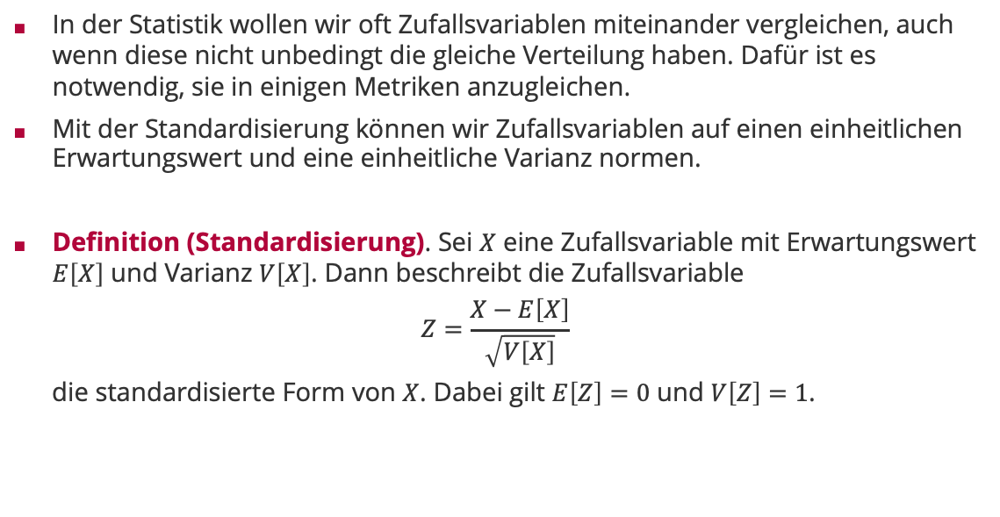 ▪ In der Statistik wollen wir oft Zufallsvariablen miteinander vergleichen, auch
wenn diese nicht unbedingt die gleiche Verteilung haben. Dafür ist es
notwendig, sie in einigen Metriken anzugleichen.
▪ Mit der Standardisierung können wir Zufallsvariablen auf einen einheitlichen
Erwartungswert und eine einheitliche Varianz normen.
▪ Definition (Standardisierung). Sei X eine Zufallsvariable mit Erwartungswert
E[X] und Varianz V[X]. Dann beschreibt die Zufallsvariable
Z = (X − E[X]) / √V[X]
die standardisierte Form von X. Dabei gilt E[Z] = 0 und V[Z] = 1.